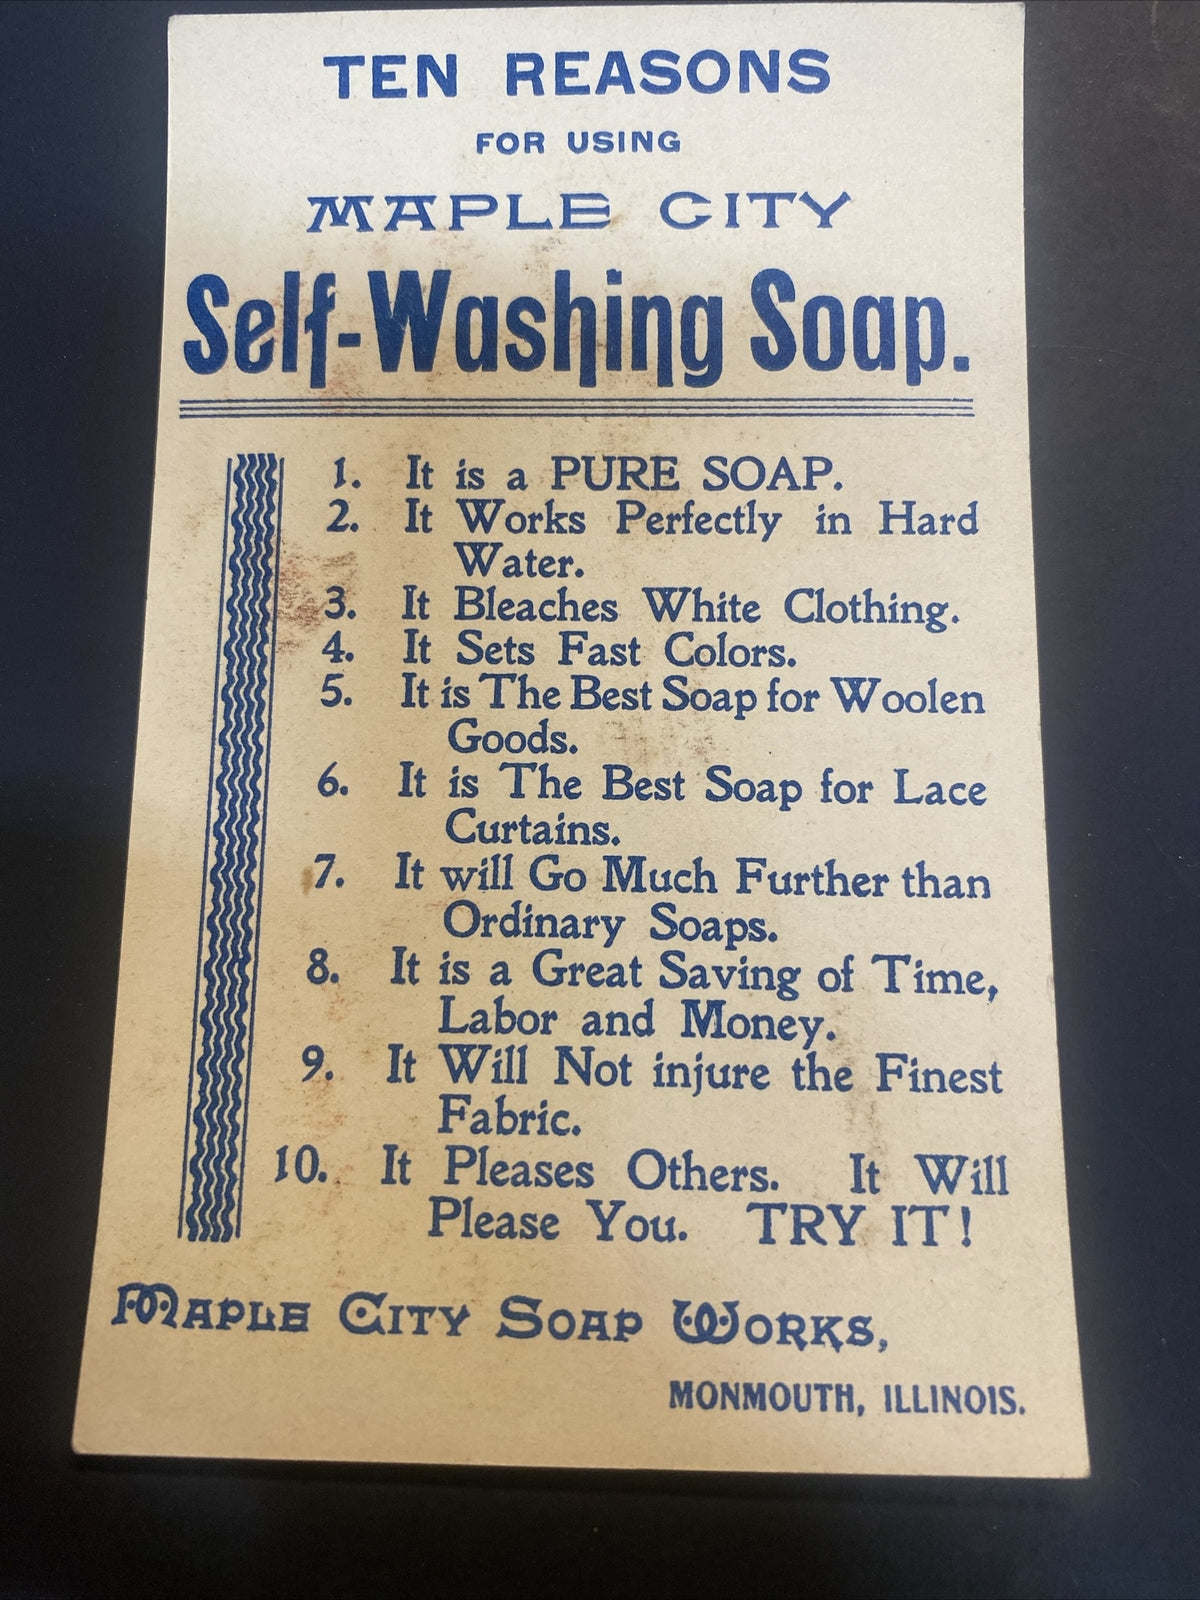 TEN REASONS
FOR USING
MAPLE CITY
Self-Washing Soap.
1. It is a PURE SOAP.
2. It Works Perfectly in Hard
Water.
3. It Bleaches White Clothing.
4. It Sets Fast Colors.
5. It is The Best Soap for Woolen
Goods.
6. It is The Best Soap for Lace
Curtains.
7. It will Go Much Further than
Ordinary Soaps.
8. It is a Great Saving of Time,
Labor and Money.
9. It Will Not injure the Finest
Fabric.
10. It Pleases Others. It Will
Please You. TRY IT!
MAPLE CITY SOAP WORKS,
MONMOUTH, ILLINOIS.